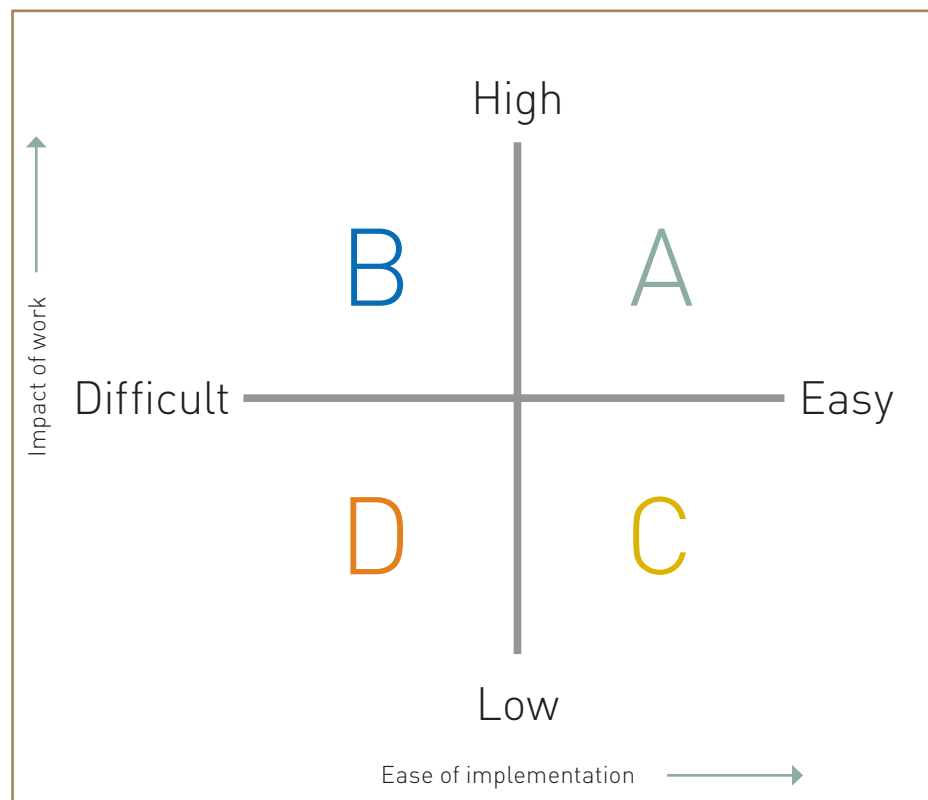 High
B
A
Impact of work
Difficult
Easy
D
C
Low
Ease of implementation